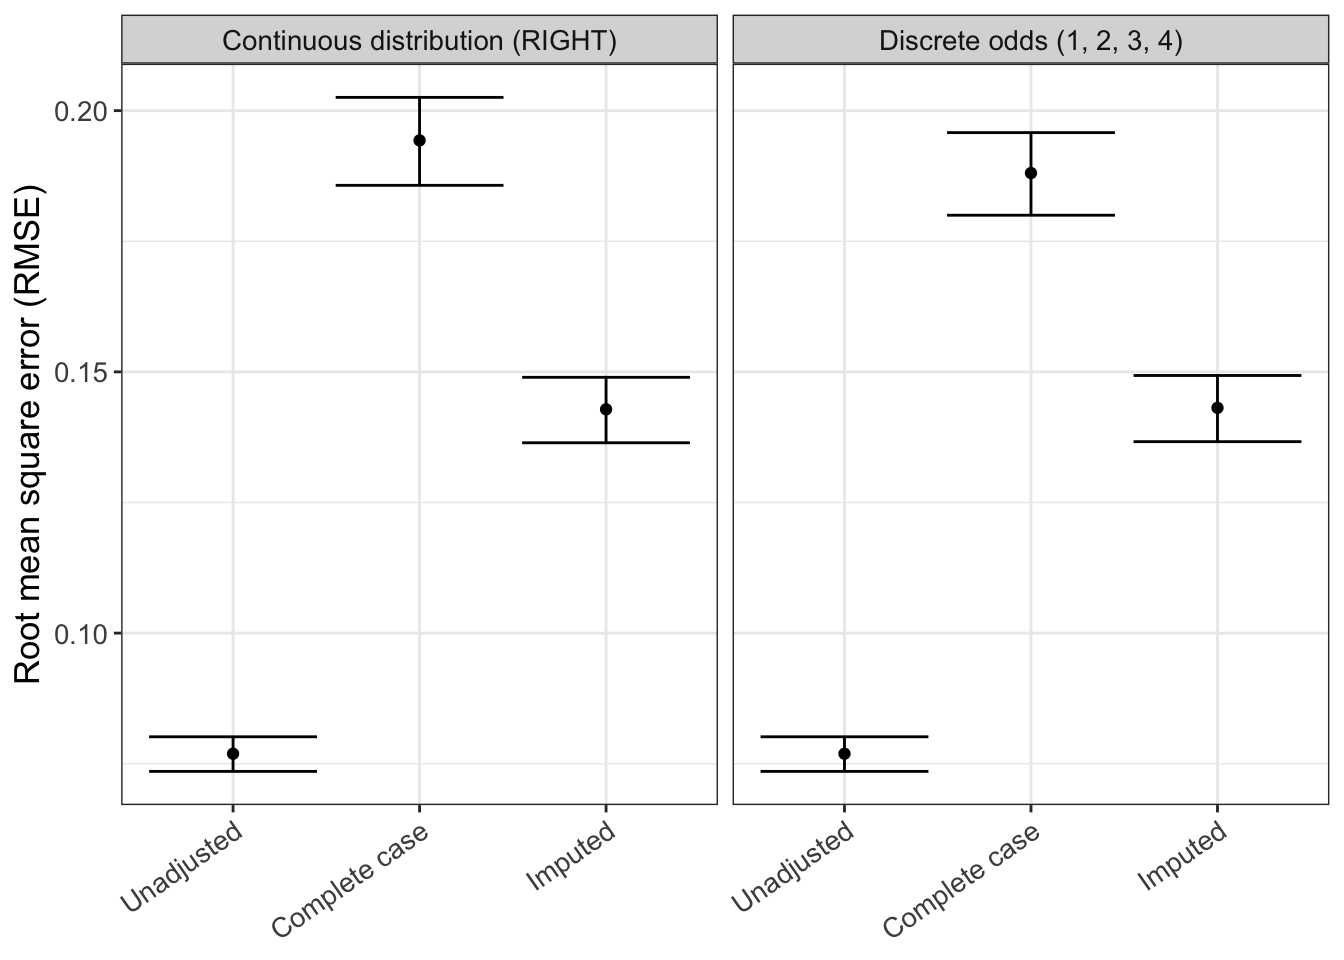 Continuous distribution (RIGHT)
Discrete odds (1, 2, 3, 4)
Root mean square error (RMSE)
0.20
0.15
0.10
Unadjusted
Complete case
Imputed
Unadjusted
Complete case
Imputed